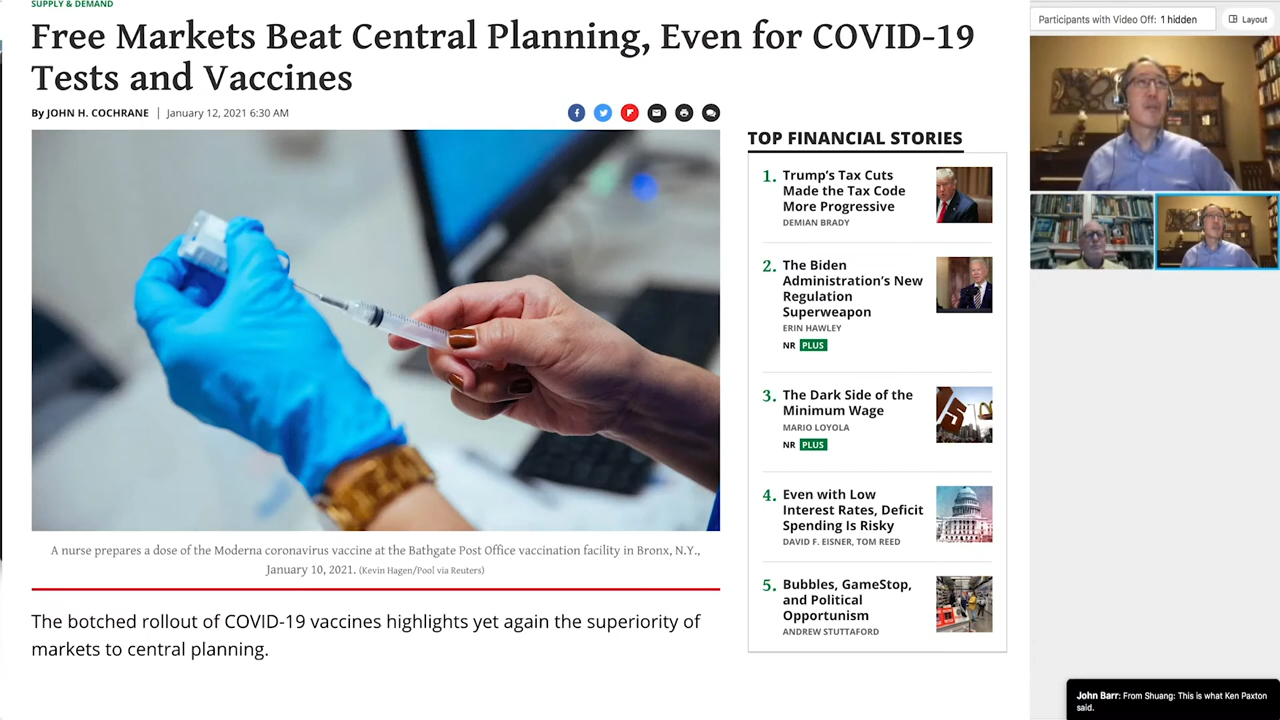 SUPPLY & DEMAND
Free Markets Beat Central Planning, Even for COVID-19
Tests and Vaccines
By JOHN H. COCHRANE | January 12, 2021 6:30 AM
A nurse prepares a dose of the Moderna coronavirus vaccine at the Bathgate Post Office vaccination facility in Bronx, N.Y.,
January 10, 2021. (Kevin Hagen/Pool via Reuters)
The botched rollout of COVID-19 vaccines highlights yet again the superiority of
markets to central planning.
TOP FINANCIAL STORIES
1. Trump's Tax Cuts
Made the Tax Code
More Progressive
DEMIAN BRADY
2. The Biden
Administration's New
Regulation
Superweapon
ERIN HAWLEY
NR PLUS
3. The Dark Side of the
Minimum Wage
MARIO LOYOLA
NR PLUS
4. Even with Low
Interest Rates, Deficit
Spending Is Risky
DAVID F. EISNER, TOM REED
5. Bubbles, GameStop,
and Political
Opportunism
ANDREW STUTTAFORD
Participants with Video Off: 1 hidden
Layout
John Barr: From Shuang: This is what Ken Paxton
said.